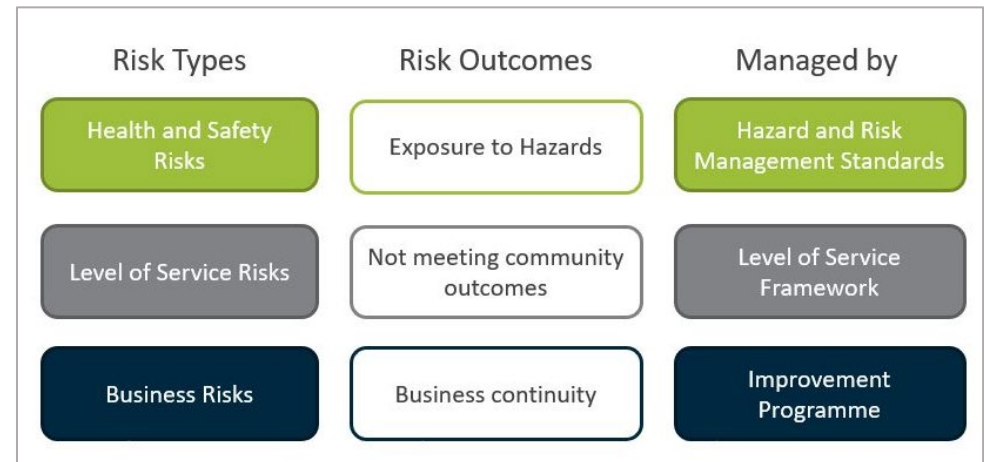 Risk Types
Risk Outcomes
Managed by
Health and Safety
Risks
Exposure to Hazards
Hazard and Risk
Management Standards
Level of Service Risks
Not meeting community
outcomes
Level of Service
Framework
Business Risks
Business continuity
Improvement
Programme